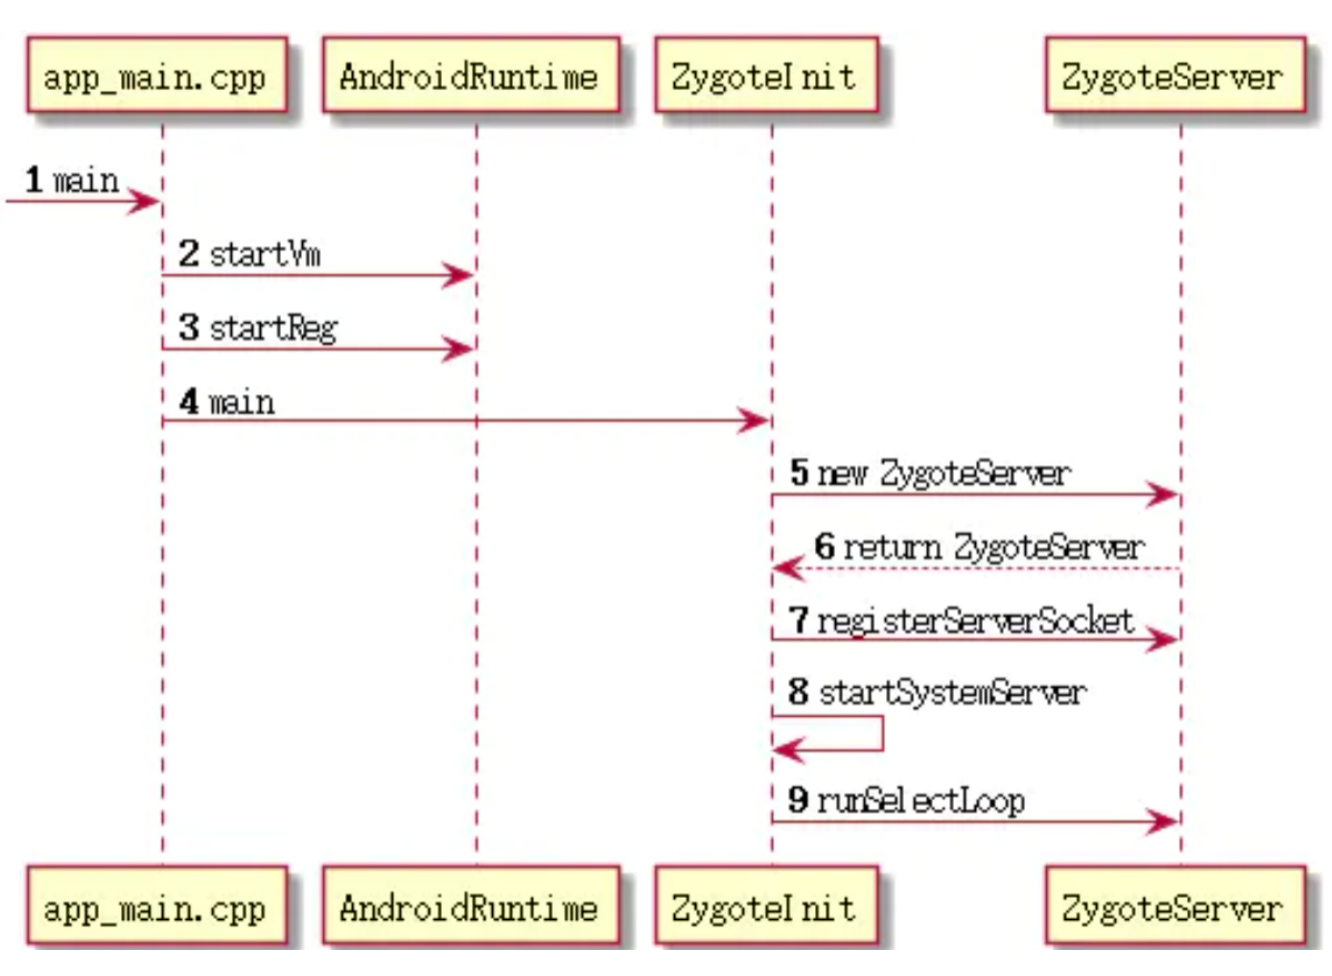 app_main.cpp AndroidRuntime ZygoteInit ZygoteServer
1 main
2 startVm
3 startReg
4 main
5 new ZygoteServer
6 return ZygoteServer
7 registerServerSocket
8 startSystemServer
9 runSelectLoop
app_main.cpp AndroidRuntime ZygoteInit ZygoteServer